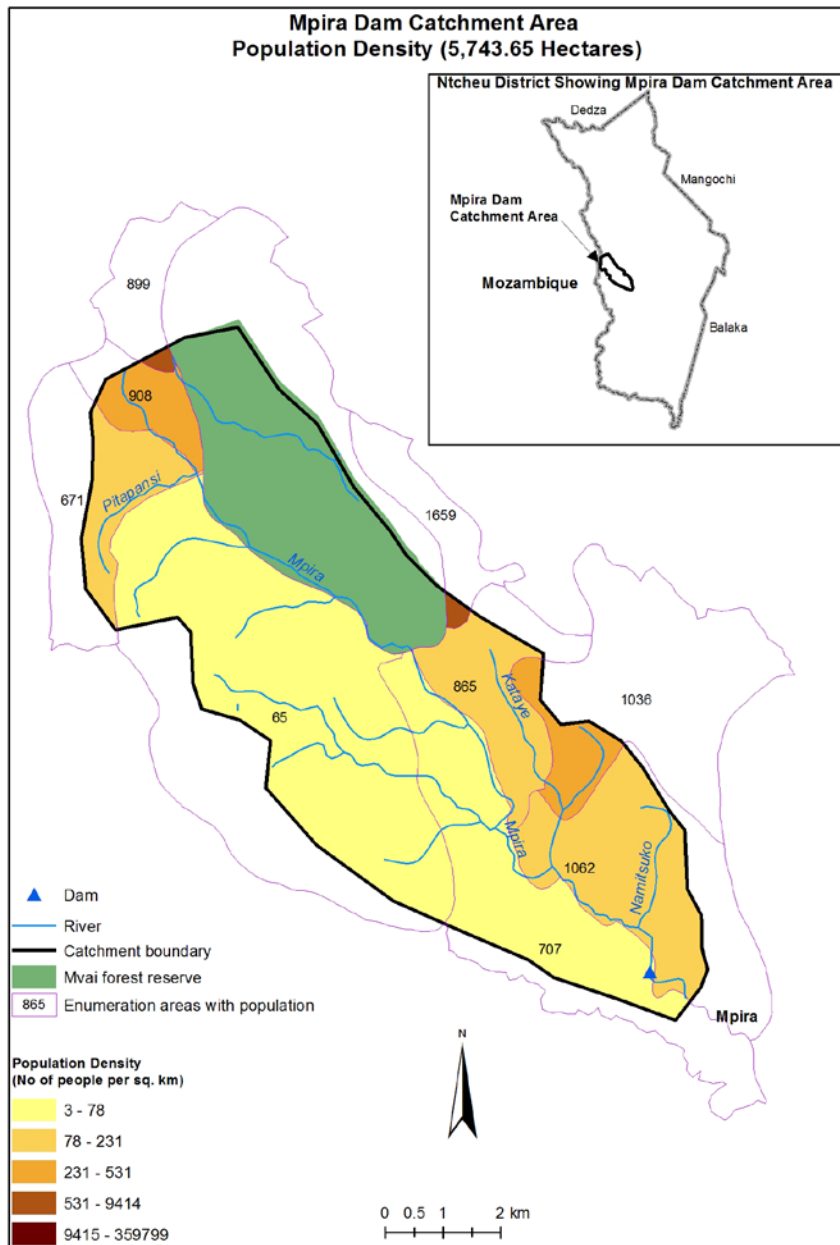 Mpira Dam Catchment Area
Population Density (5,743.65 Hectares)
Ntcheu District Showing Mpira Dam Catchment Area
Dedza
Mangochi
Mpira Dam
Catchment Area
Mozambique
Balaka
899
908
671
Pitapansi
1659
Mpira
865
Kataye
1036
65
Mpira
1062
Namitsuko
707
Mpira
Dam
River
Catchment boundary
Mvai forest reserve
865 Enumeration areas with population
N
Population Density
(No of people per sq. km)
3 - 78
78 - 231
231 - 531
531 - 9414
9415 - 359799
0 0.5 1 2 km